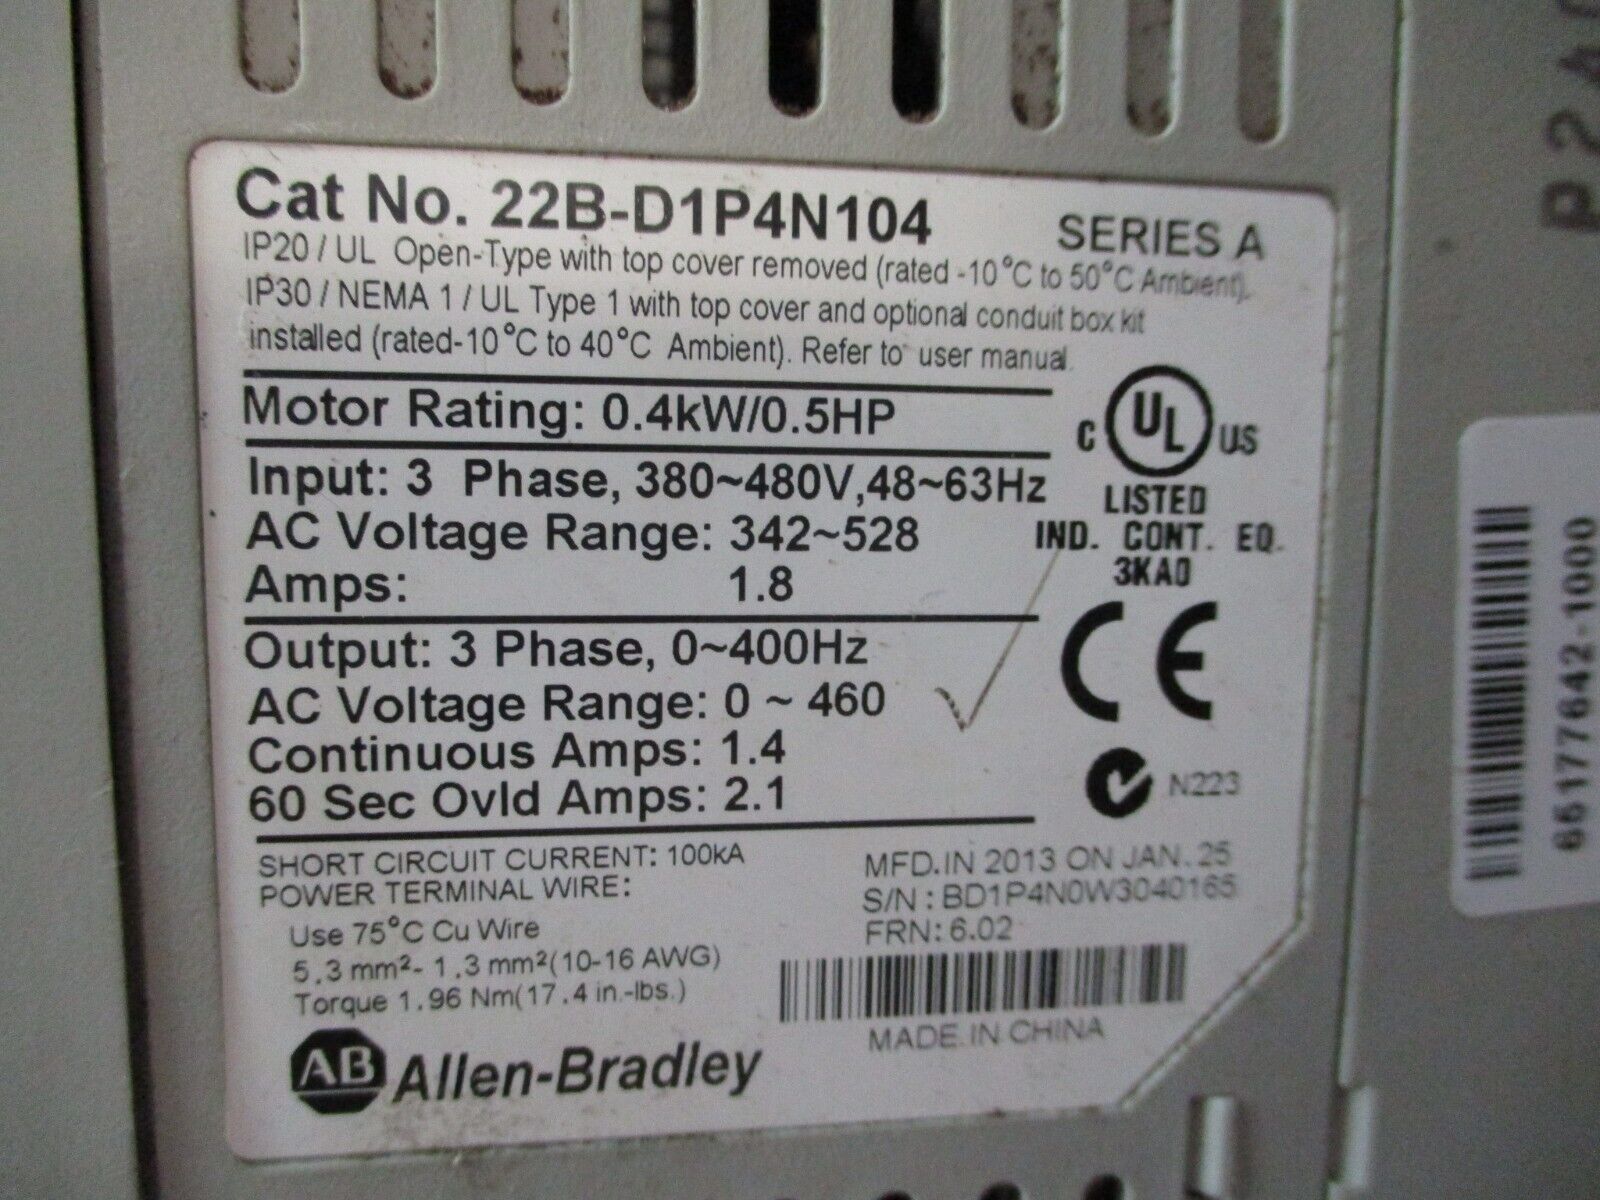 Cat No. 22B-D1P4N104 SERIES A
IP20 / UL Open-Type with top cover removed (rated -10°C to 50°C Ambient).
IP30 / NEMA 1 / UL Type 1 with top cover and optional conduit box kit
installed (rated-10°C to 40°C Ambient). Refer to user manual.
Motor Rating: 0.4kW/0.5HP
Input: 3 Phase, 380~480V,48~63Hz
AC Voltage Range: 342~528
Amps: 1.8
Output: 3 Phase, 0~400Hz
AC Voltage Range: 0 ~ 460
Continuous Amps: 1.4
60 Sec Ovld Amps: 2.1
C UL US
LISTED
IND. CONT. EQ.
3KA0
CE
N223
SHORT CIRCUIT CURRENT: 100kA
POWER TERMINAL WIRE:
Use 75°C Cu Wire
5.3 mm²- 1.3 mm²(10-16 AWG)
Torque 1.96 Nm(17.4 in.-lbs.)
MFD.IN 2013 ON JAN. 25
S/N : BD1P4N0W3040165
FRN: 6.02
MADE IN CHINA
AB Allen-Bradley
65177642-1000